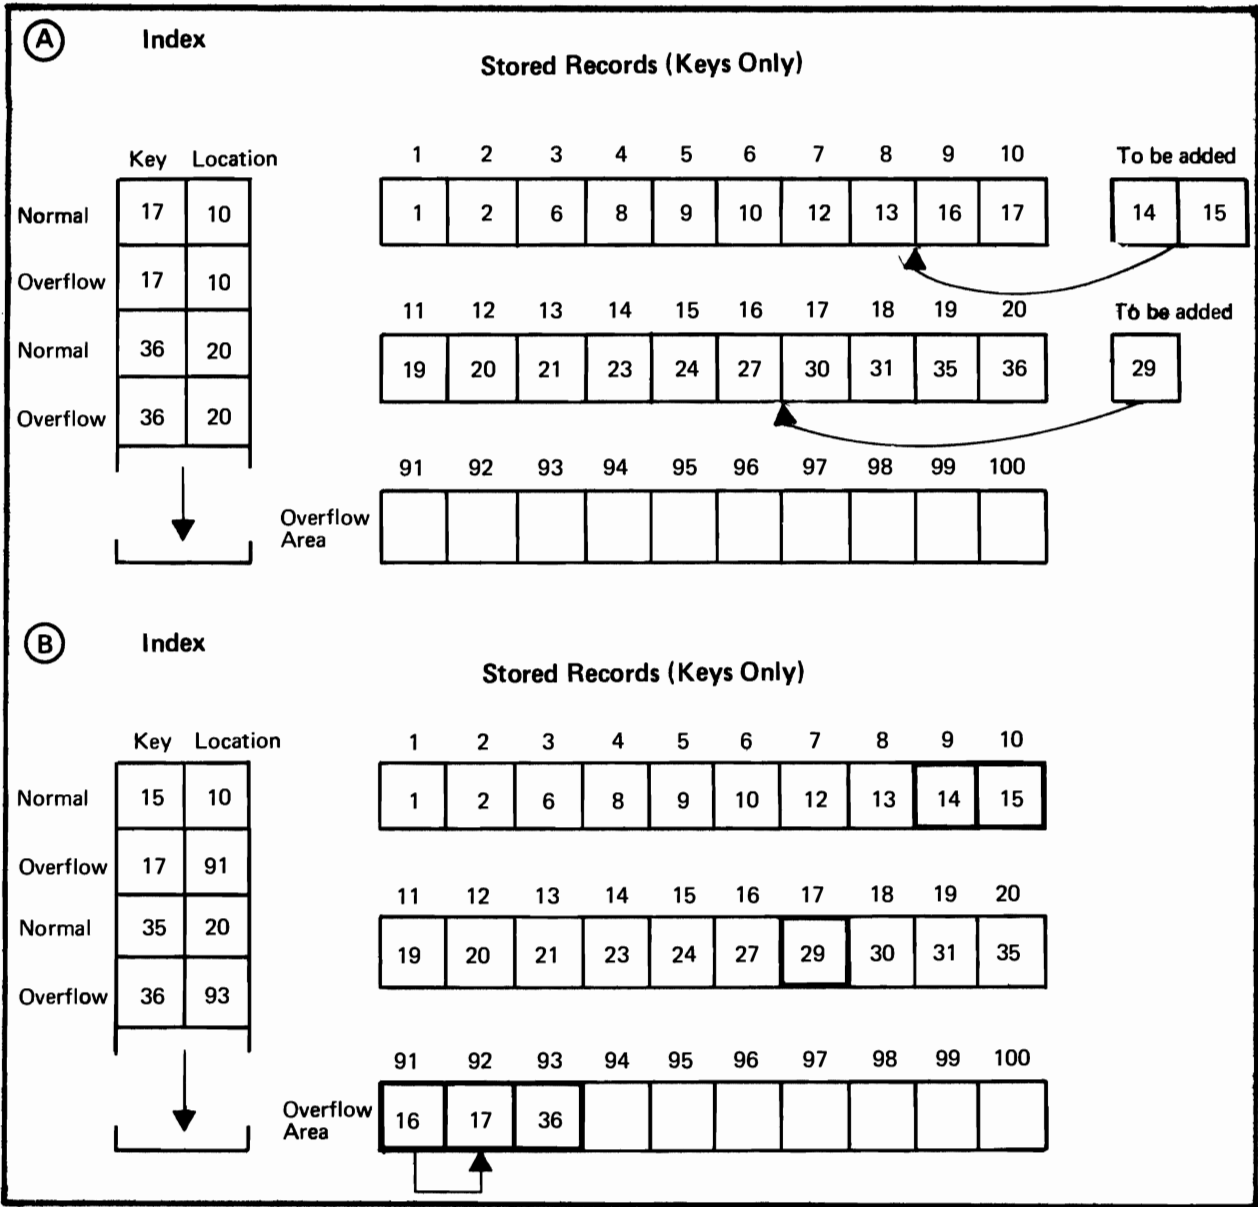 A Index
Stored Records (Keys Only)
Key Location 1 2 3 4 5 6 7 8 9 10 To be added
Normal 17 10 1 2 6 8 9 10 12 13 16 17 14 15
Overflow 17 10
11 12 13 14 15 16 17 18 19 20 To be added
Normal 36 20 19 20 21 23 24 27 30 31 35 36 29
Overflow 36 20
91 92 93 94 95 96 97 98 99 100
Overflow
Area
B Index
Stored Records (Keys Only)
Key Location 1 2 3 4 5 6 7 8 9 10
Normal 15 10 1 2 6 8 9 10 12 13 14 15
Overflow 17 91
11 12 13 14 15 16 17 18 19 20
Normal 35 20 19 20 21 23 24 27 29 30 31 35
Overflow 36 93
91 92 93 94 95 96 97 98 99 100
Overflow
Area 16 17 36